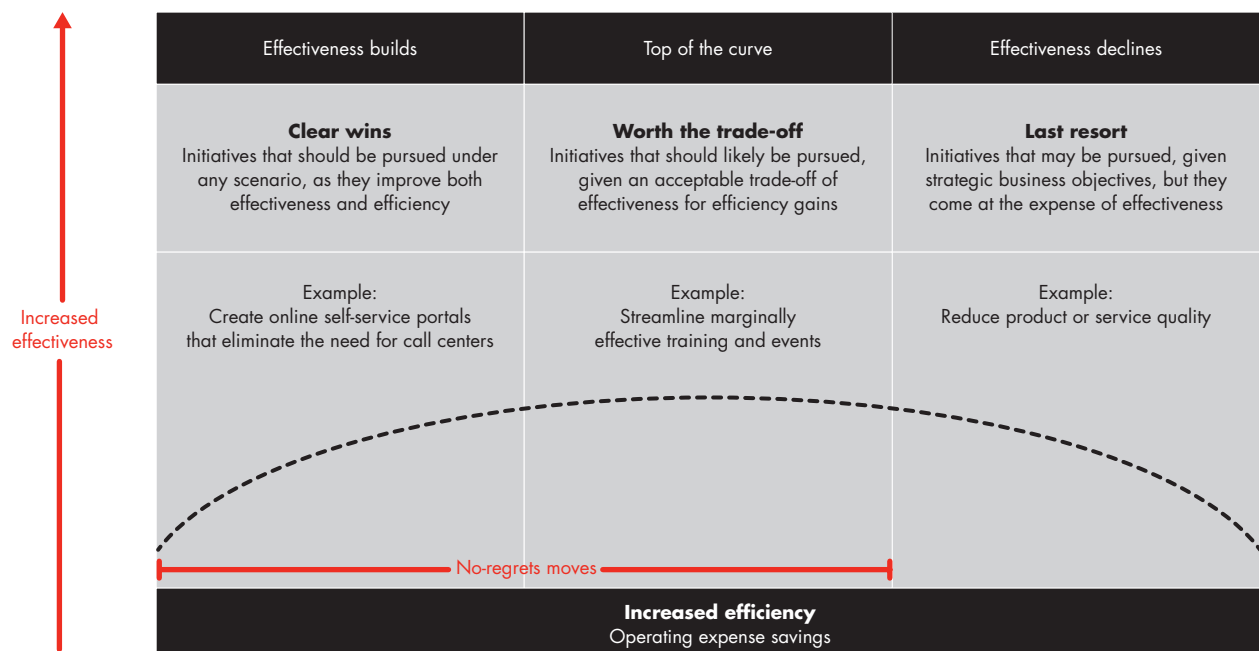 Effectiveness builds
Top of the curve
Effectiveness declines
Clear wins
Initiatives that should be pursued under
any scenario, as they improve both
effectiveness and efficiency
Worth the trade-off
Initiatives that should likely be pursued,
given an acceptable trade-off of
effectiveness for efficiency gains
Last resort
Initiatives that may be pursued, given
strategic business objectives, but they
come at the expense of effectiveness
Increased
effectiveness
Example:
Create online self-service portals
that eliminate the need for call centers
Example:
Streamline marginally
effective training and events
Example:
Reduce product or service quality
No-regrets moves
Increased efficiency
Operating expense savings